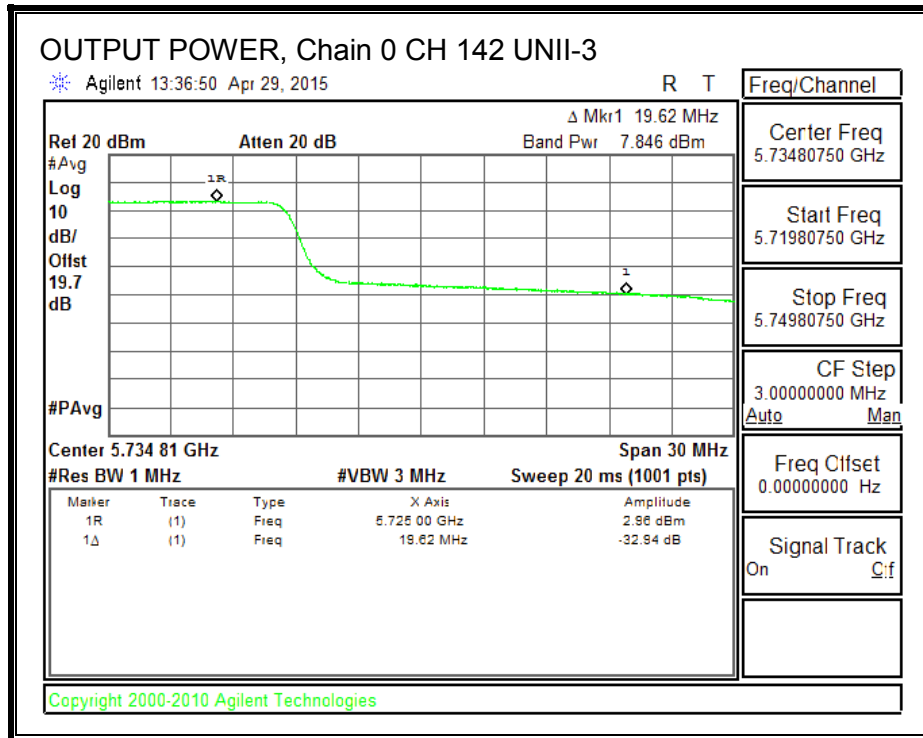 OUTPUT POWER, Chain 0 CH 142 UNII-3
Agilent 13:36:50 Apr 29, 2015 R T
Freq/Channel
Δ Mkr1 19.62 MHz
Ref 20 dBm Atten 20 dB Band Pwr 7.846 dBm
#Avg
Log
10
dB/
Offst
19.7
dB
#PAvg
1R
1
Center 5.734 81 GHz Span 30 MHz
#Res BW 1 MHz #VBW 3 MHz Sweep 20 ms (1001 pts)
Marker Trace Type X Axis Amplitude
1R (1) Freq 5.725 00 GHz 2.96 dBm
1Δ (1) Freq 19.62 MHz -32.94 dB
Center Freq
5.73480750 GHz
Start Freq
5.71980750 GHz
Stop Freq
5.74980750 GHz
CF Step
3.00000000 MHz
Auto Man
Freq Offset
0.00000000 Hz
Signal Track
On Off
Copyright 2000-2010 Agilent Technologies